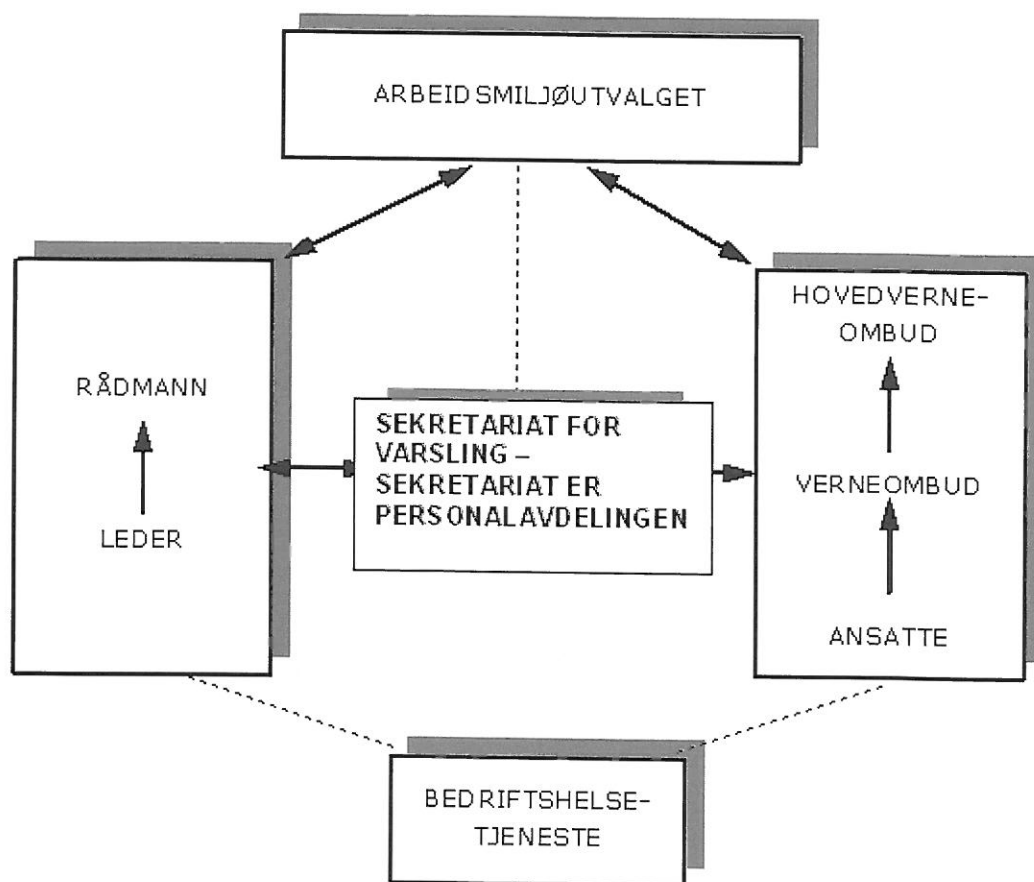 ARBEIDSMILJØUTVALGET
RÅDMANN
LEDER
SEKRETARIAT FOR
VARSLING –
SEKRETARIAT ER
PERSONALAVDELINGEN
HOVEDVERNE-
OMBUD
VERNEOMBUD
ANSATTE
BEDRIFTSHELSE-
TJENESTE